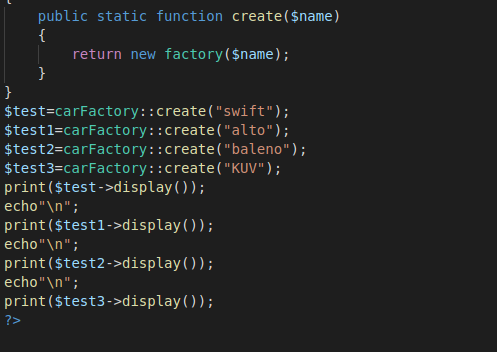 {
    public static function create($name)
    {
        return new factory($name);
    }
}
$test=carFactory::create("swift");
$test1=carFactory::create("alto");
$test2=carFactory::create("baleno");
$test3=carFactory::create("KUV");
print($test->display());
echo"\n";
print($test1->display());
echo"\n";
print($test2->display());
echo"\n";
print($test3->display());
?>